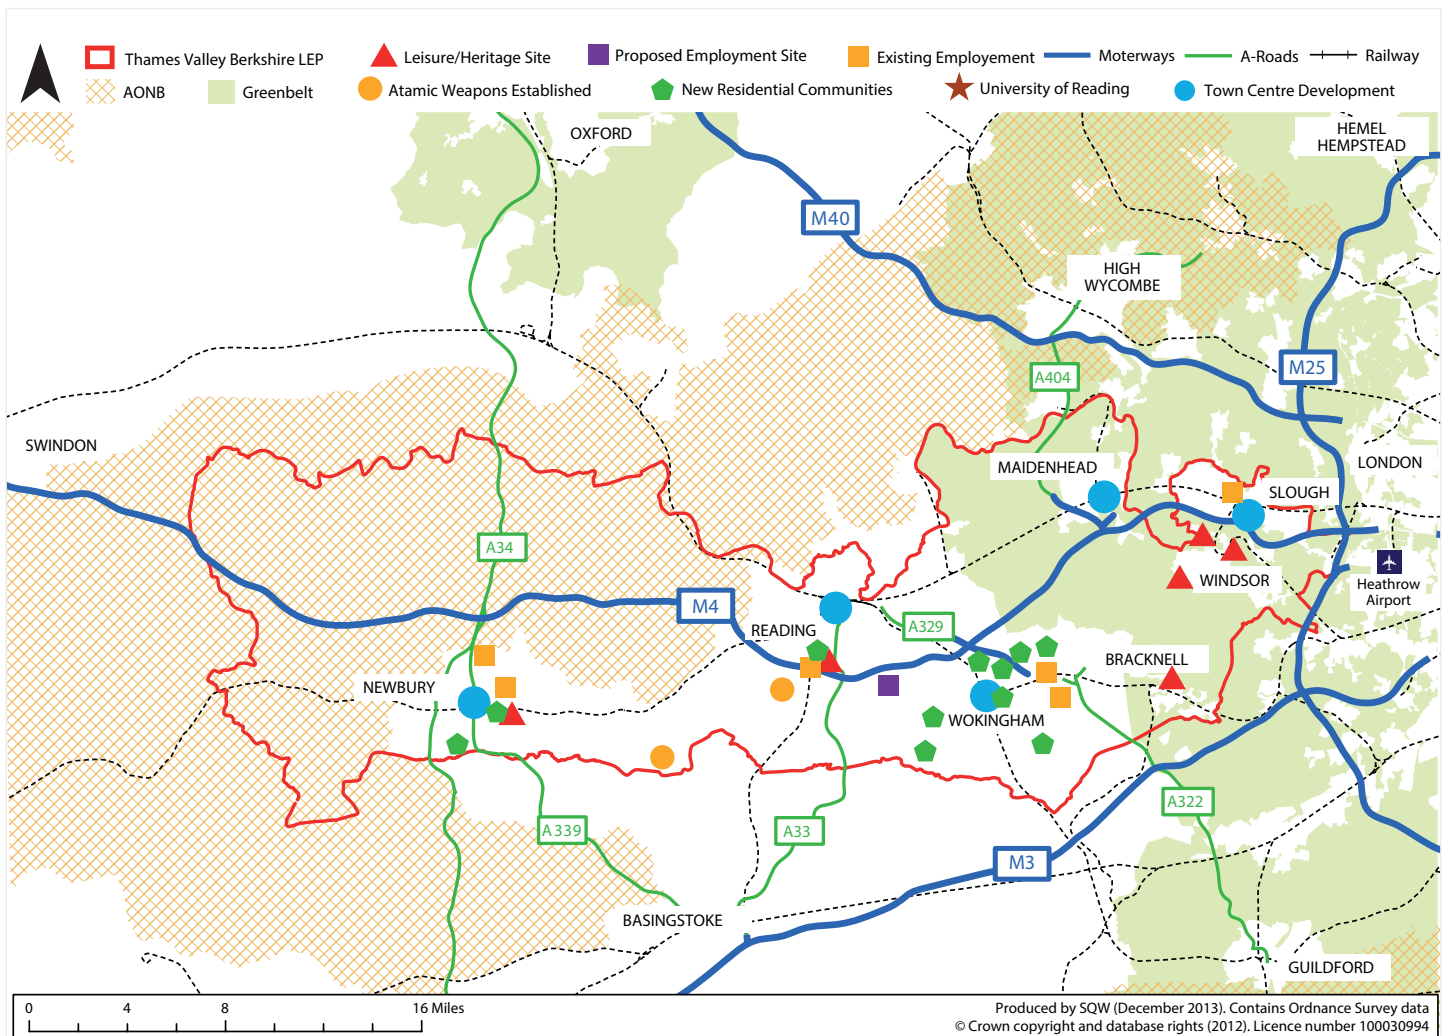 Thames Valley Berkshire LEP
Leisure/Heritage Site
Proposed Employment Site
Existing Employment
Moterways
A-Roads
Railway
AONB
Greenbelt
Atamic Weapons Established
New Residential Communities
University of Reading
Town Centre Development
OXFORD
HEMEL
HEMPSTEAD
M40
HIGH
WYCOMBE
M25
A404
SWINDON
MAIDENHEAD
LONDON
SLOUGH
A34
WINDSOR
Heathrow
Airport
M4
READING
A329
BRACKNELL
NEWBURY
WOKINGHAM
A322
A339
A33
M3
BASINGSTOKE
GUILDFORD
0 4 8 16 Miles
Produced by SQW (December 2013). Contains Ordnance Survey data
© Crown copyright and database rights (2012). Licence number 100030994